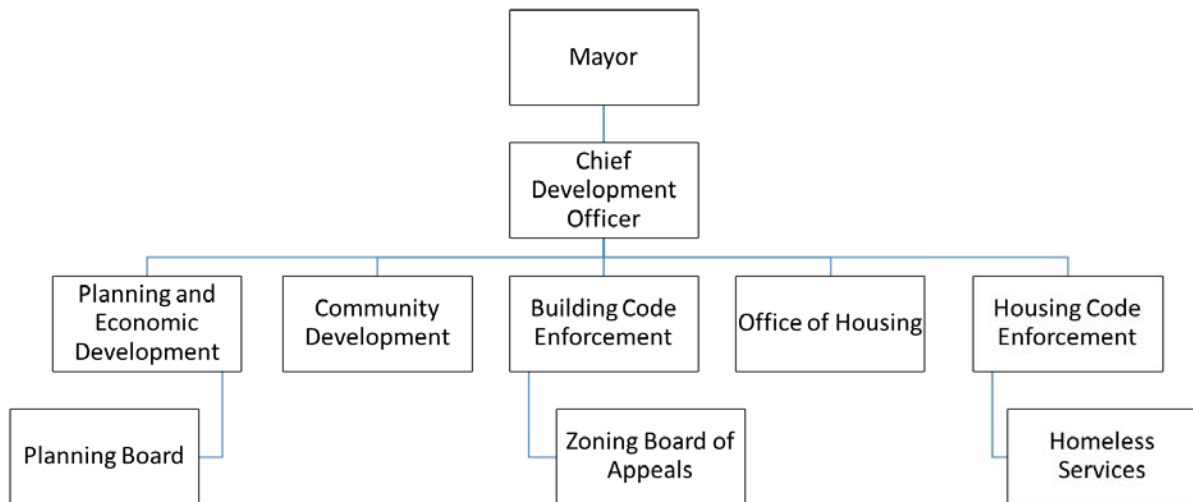 Mayor
Chief
Development
Officer
Planning and
Economic
Development
Community
Development
Building Code
Enforcement
Office of Housing
Housing Code
Enforcement
Planning Board
Zoning Board of
Appeals
Homeless
Services